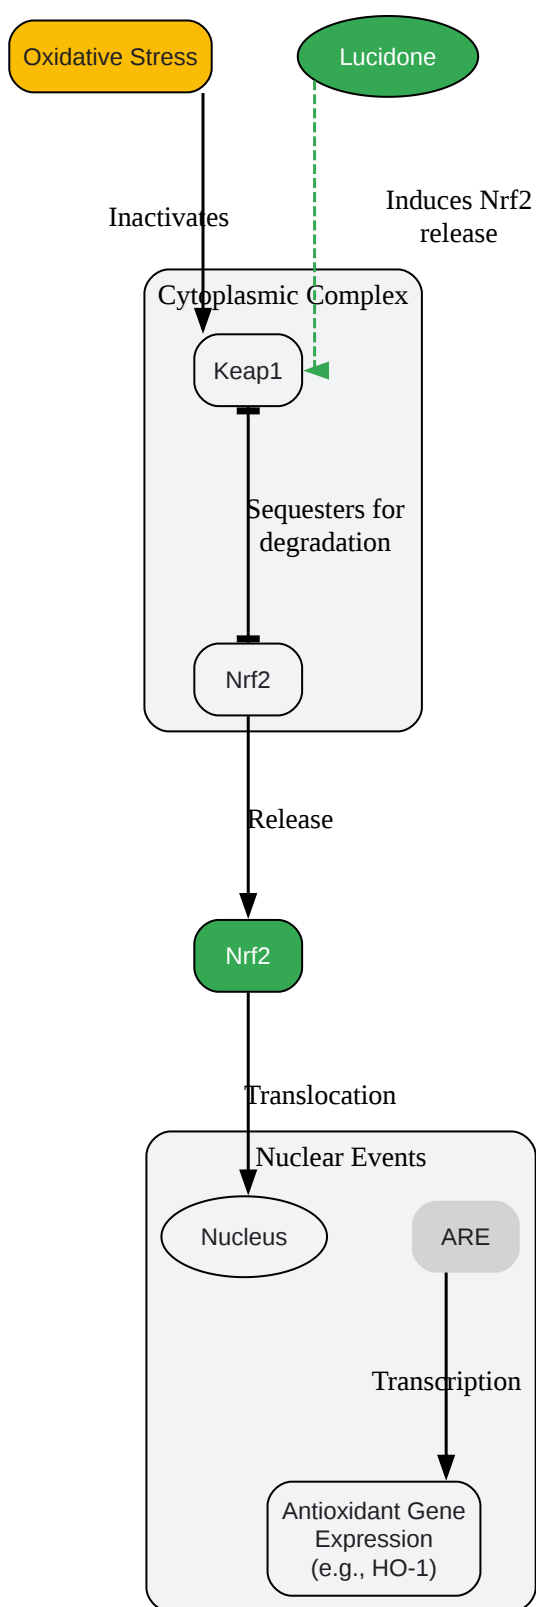 Oxidative Stress
Lucidone
Inactivates
Induces Nrf2
release
Cytoplasmic Complex
Keap1
Sequesters for
degradation
Nrf2
Release
Nrf2
Translocation
Nuclear Events
Nucleus
ARE
Transcription
Antioxidant Gene
Expression
(e.g., HO-1)